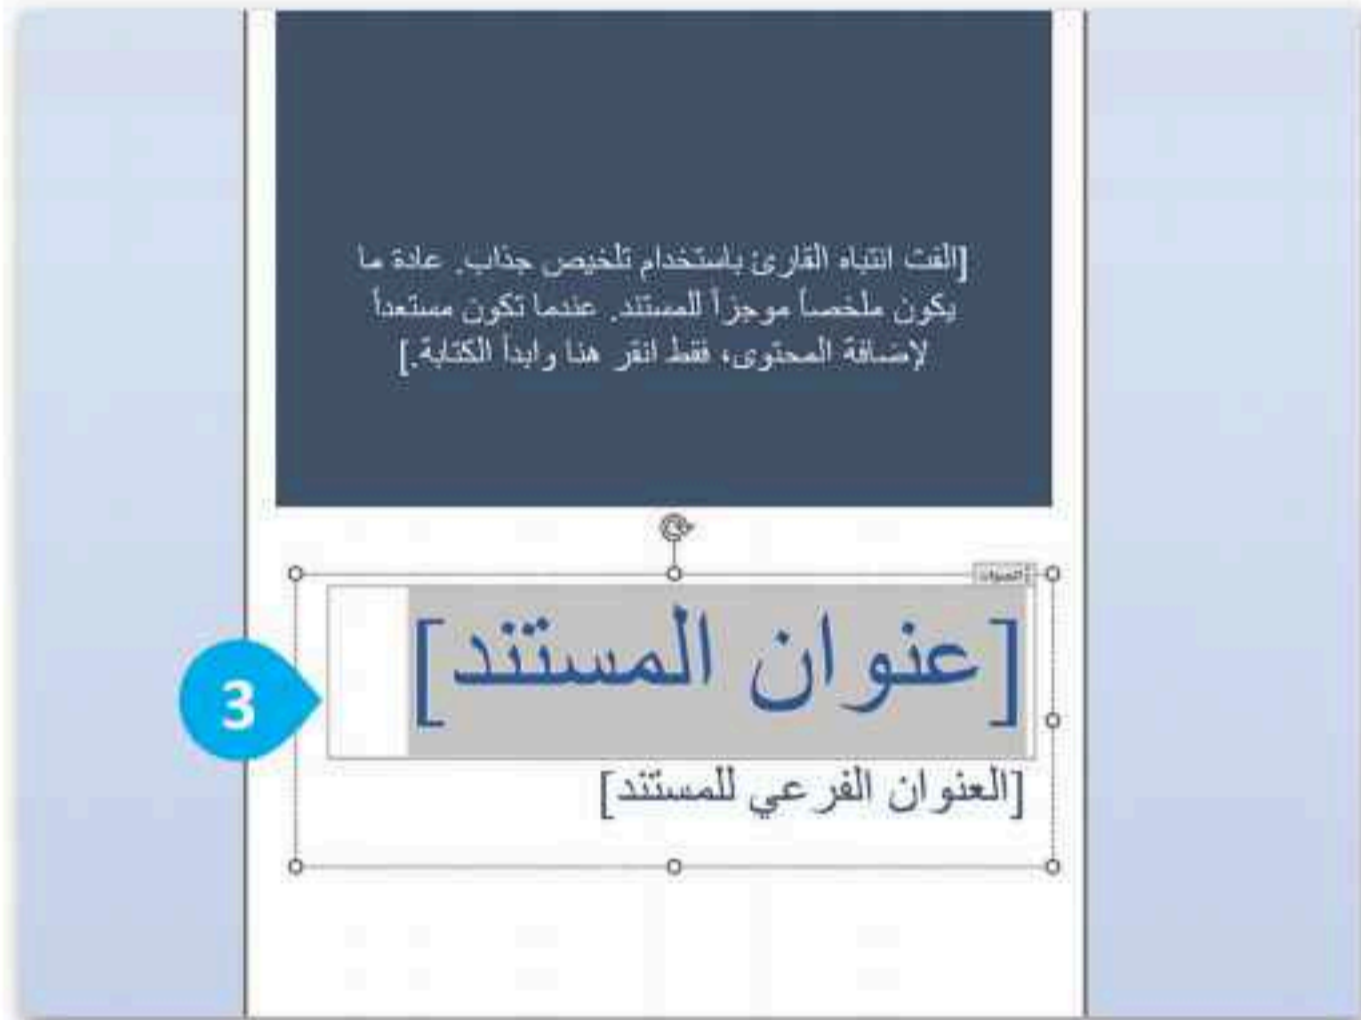 [الفت انتباه القارئ باستخدام تلخيص جذاب. عادة ما
يكون ملخصاً موجزاً للمستند. عندما تكون مستعداً
لإضافة المحتوى، فقط انقر هنا وابدأ الكتابة.]
العنوان
[عنوان المستند]
3
[العنوان الفرعي للمستند]